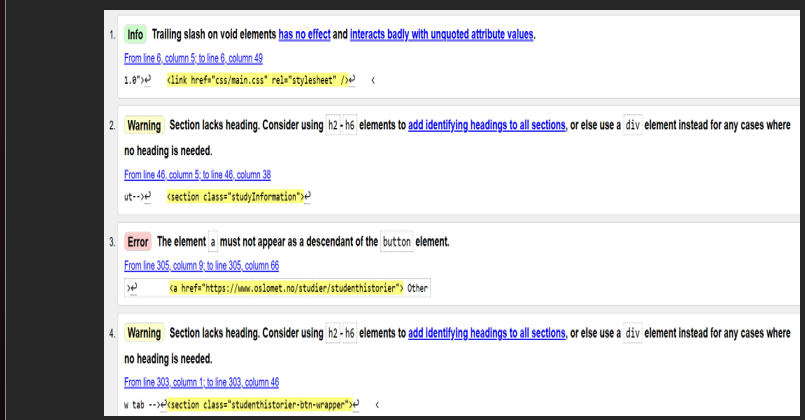 1. Info Trailing slash on void elements has no effect and interacts badly with unquoted attribute values.
From line 6, column 5; to line 6, column 49
1.0">↩ <link href="css/main.css" rel="stylesheet" />↩ <
2. Warning Section lacks heading. Consider using h2-h6 elements to add identifying headings to all sections, or else use a div element instead for any cases where
no heading is needed.
From line 46, column 5; to line 46, column 38
ut-->↩ <section class="studyInformation">↩
3. Error The element a must not appear as a descendant of the button element.
From line 305, column 9; to line 305, column 66
>↩ <a href="https://www.oslomet.no/studier/studenthistorier"> Other
4. Warning Section lacks heading. Consider using h2-h6 elements to add identifying headings to all sections, or else use a div element instead for any cases where
no heading is needed.
From line 303, column 1; to line 303, column 46
w tab -->↩<section class="studenthistorier-btn-wrapper">↩ <